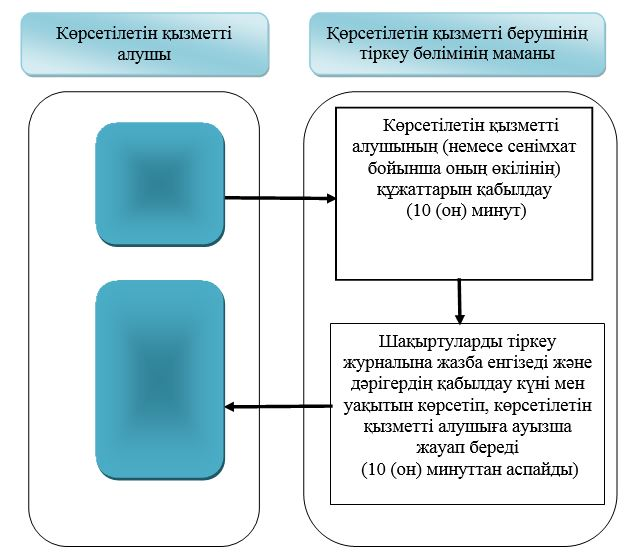 Көрсетілетін қызметті
алушы
Қөрсетілетін қызметті берушінің
тіркеу бөлімінің маманы
Көрсетілетін қызметті
алушының (немесе сенімхат
бойынша оның өкілінің)
құжаттарын қабылдау
(10 (он) минут)
Шақыртуларды тіркеу
журналына жазба енгізеді және
дәрігердің қабылдау күні мен
уақытын көрсетіп, көрсетілетін
қызметті алушыға ауызша
жауап береді
(10 (он) минуттан аспайды)